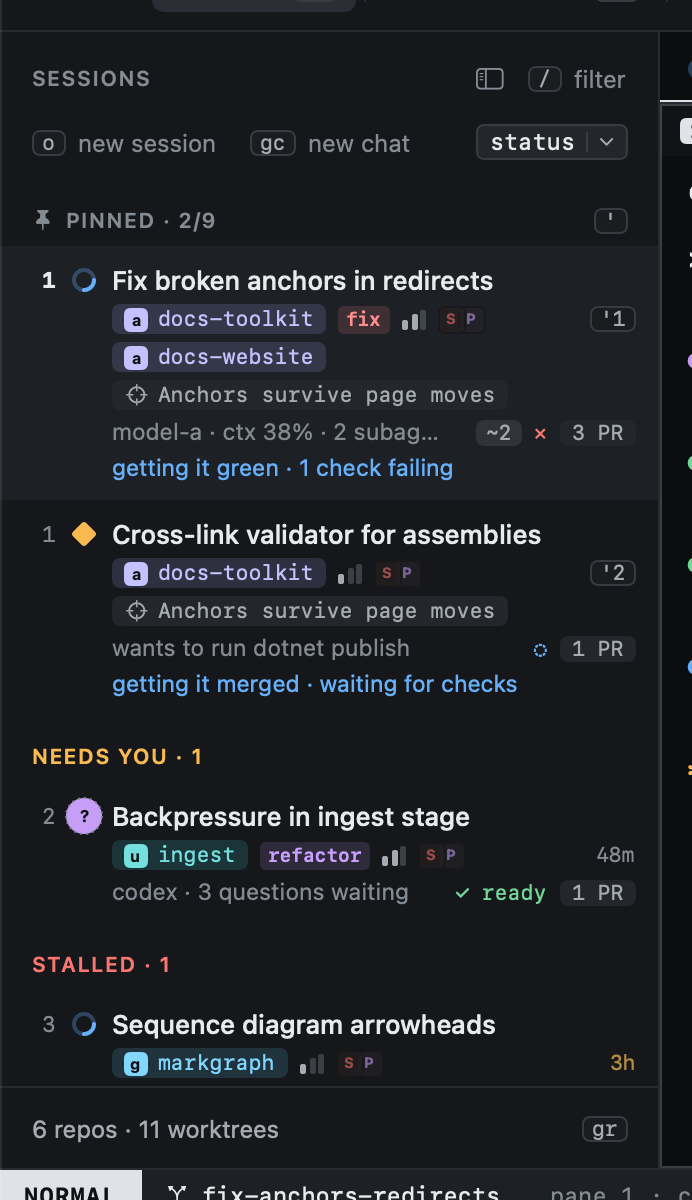 SESSIONS / filter
o new session gc new chat status
PINNED · 2/9 '
1 Fix broken anchors in redirects
a docs-toolkit fix S P '1
a docs-website
Anchors survive page moves
model-a · ctx 38% · 2 subag… ~2 × 3 PR
getting it green · 1 check failing
1 Cross-link validator for assemblies
a docs-toolkit S P '2
Anchors survive page moves
wants to run dotnet publish 1 PR
getting it merged · waiting for checks
NEEDS YOU · 1
2 ? Backpressure in ingest stage
u ingest refactor S P 48m
codex · 3 questions waiting ✓ ready 1 PR
STALLED · 1
3 Sequence diagram arrowheads
g markgraph S P 3h
6 repos · 11 worktrees gr
NORMAL fix-anchors-redirects pane 1 ·